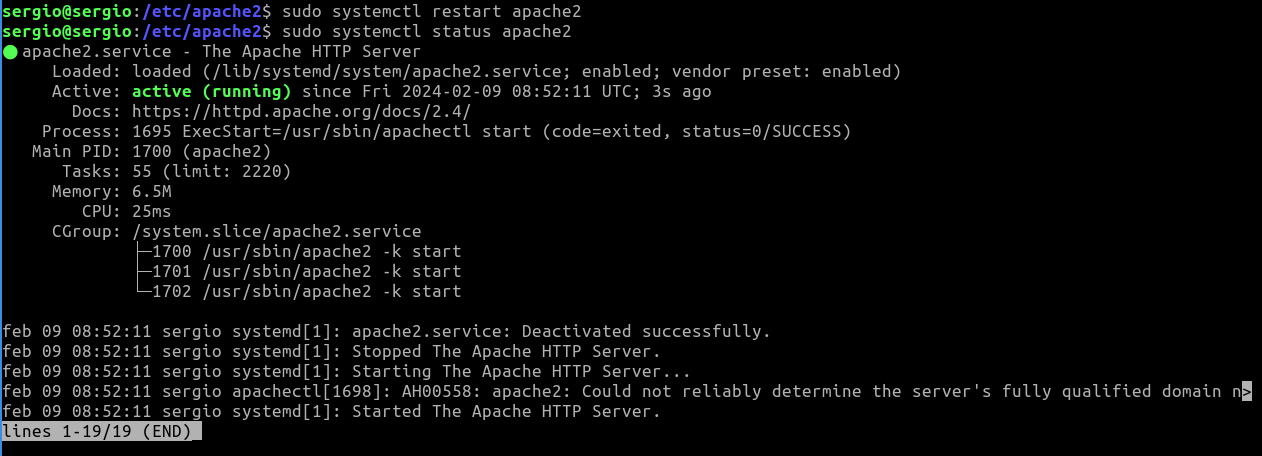 sergio@sergio:/etc/apache2$ sudo systemctl restart apache2
sergio@sergio:/etc/apache2$ sudo systemctl status apache2
● apache2.service - The Apache HTTP Server
     Loaded: loaded (/lib/systemd/system/apache2.service; enabled; vendor preset: enabled)
     Active: active (running) since Fri 2024-02-09 08:52:11 UTC; 3s ago
       Docs: https://httpd.apache.org/docs/2.4/
    Process: 1695 ExecStart=/usr/sbin/apachectl start (code=exited, status=0/SUCCESS)
   Main PID: 1700 (apache2)
      Tasks: 55 (limit: 2220)
     Memory: 6.5M
        CPU: 25ms
     CGroup: /system.slice/apache2.service
             ├─1700 /usr/sbin/apache2 -k start
             ├─1701 /usr/sbin/apache2 -k start
             └─1702 /usr/sbin/apache2 -k start

feb 09 08:52:11 sergio systemd[1]: apache2.service: Deactivated successfully.
feb 09 08:52:11 sergio systemd[1]: Stopped The Apache HTTP Server.
feb 09 08:52:11 sergio systemd[1]: Starting The Apache HTTP Server...
feb 09 08:52:11 sergio apachectl[1698]: AH00558: apache2: Could not reliably determine the server's fully qualified domain n>
feb 09 08:52:11 sergio systemd[1]: Started The Apache HTTP Server.
lines 1-19/19 (END)